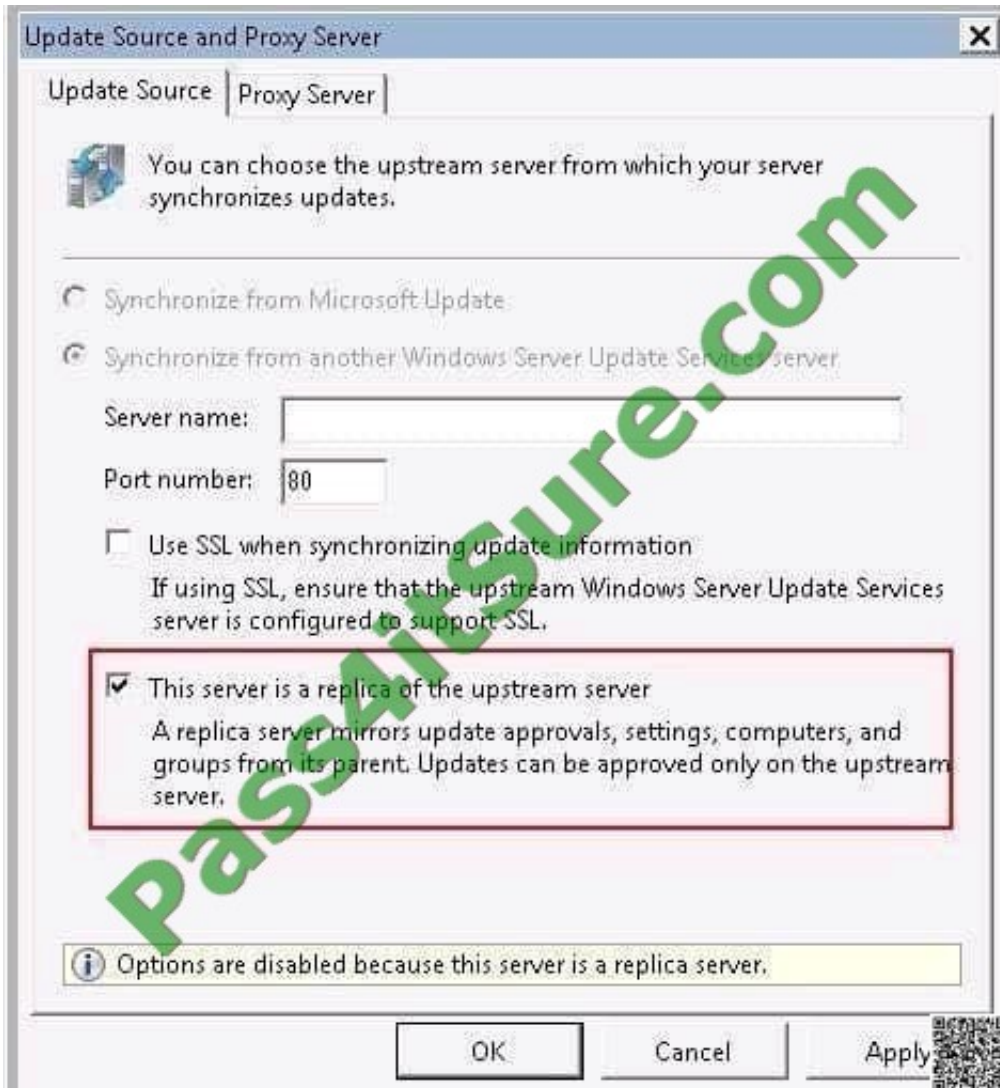 Update Source and Proxy Server
Update Source
Proxy Server
You can choose the upstream server from which your server
synchronizes updates.
Synchronize from Microsoft Update
Synchronize from another Windows Server Update Services server
Server name:
Port number:
80
Use SSL when synchronizing update information
If using SSL, ensure that the upstream Windows Server Update Services
server is configured to support SSL.
This server is a replica of the upstream server
A replica server mirrors update approvals, settings, computers, and
groups from its parent. Updates can be approved only on the upstream
server.
Options are disabled because this server is a replica server.
OK
Cancel
Apply
Pass4itSure.com